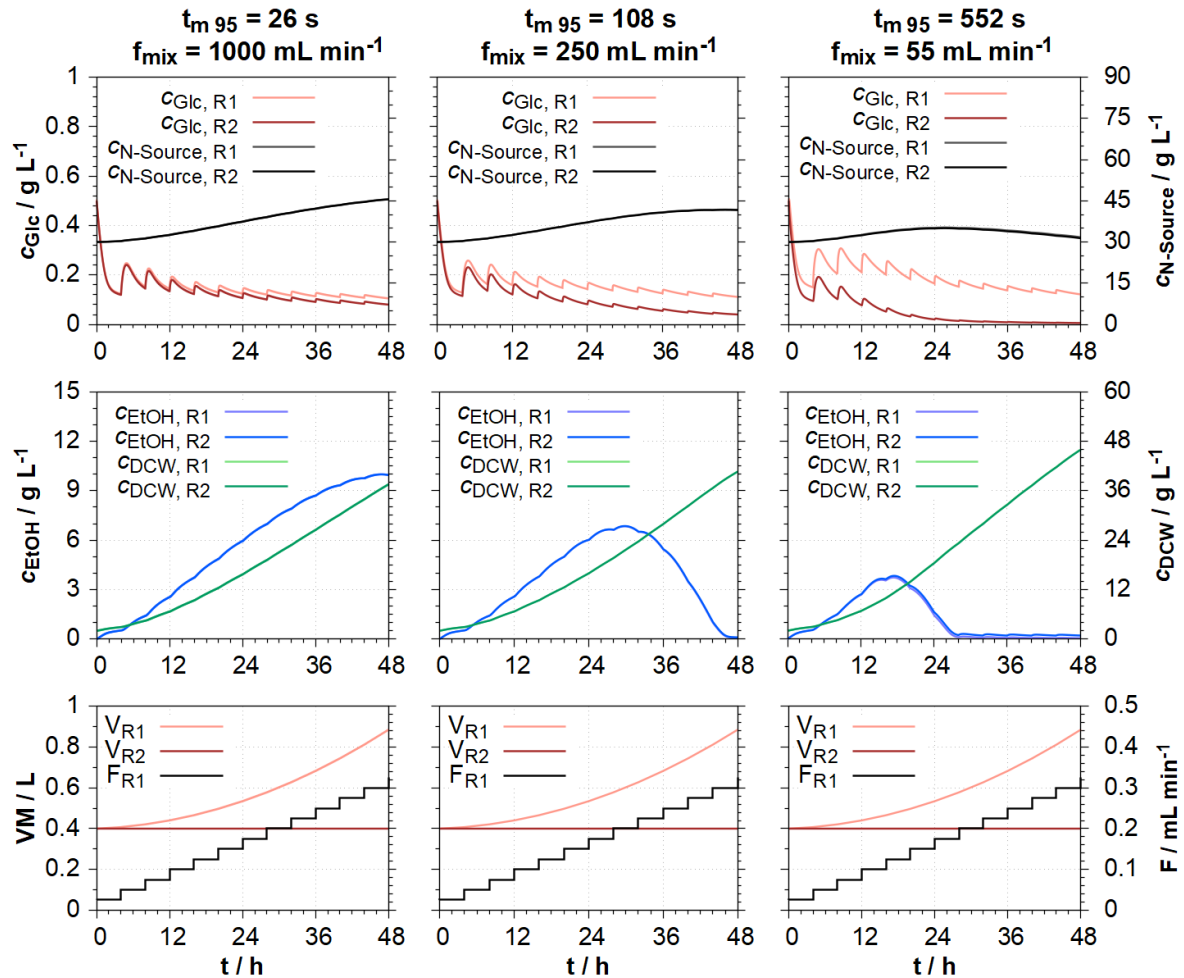 t_m 95 = 26 s
f_mix = 1000 mL min⁻¹
t_m 95 = 108 s
f_mix = 250 mL min⁻¹
t_m 95 = 552 s
f_mix = 55 mL min⁻¹
c_Glc / g L⁻¹
1
0.8
0.6
0.4
0.2
0
c_Glc, R1
c_Glc, R2
c_N-Source, R1
c_N-Source, R2
0 12 24 36 48
c_Glc, R1
c_Glc, R2
c_N-Source, R1
c_N-Source, R2
0 12 24 36 48
c_Glc, R1
c_Glc, R2
c_N-Source, R1
c_N-Source, R2
0 12 24 36 48
90
75
60
45
30
15
0
c_N-Source / g L⁻¹
c_EtOH / g L⁻¹
15
12
9
6
3
0
c_EtOH, R1
c_EtOH, R2
c_DCW, R1
c_DCW, R2
0 12 24 36 48
c_EtOH, R1
c_EtOH, R2
c_DCW, R1
c_DCW, R2
0 12 24 36 48
c_EtOH, R1
c_EtOH, R2
c_DCW, R1
c_DCW, R2
0 12 24 36 48
60
48
36
24
12
0
c_DCW / g L⁻¹
VM / L
1
0.8
0.6
0.4
0.2
0
V_R1
V_R2
F_R1
0 12 24 36 48
t / h
V_R1
V_R2
F_R1
0 12 24 36 48
t / h
V_R1
V_R2
F_R1
0 12 24 36 48
t / h
0.5
0.4
0.3
0.2
0.1
0
F / mL min⁻¹